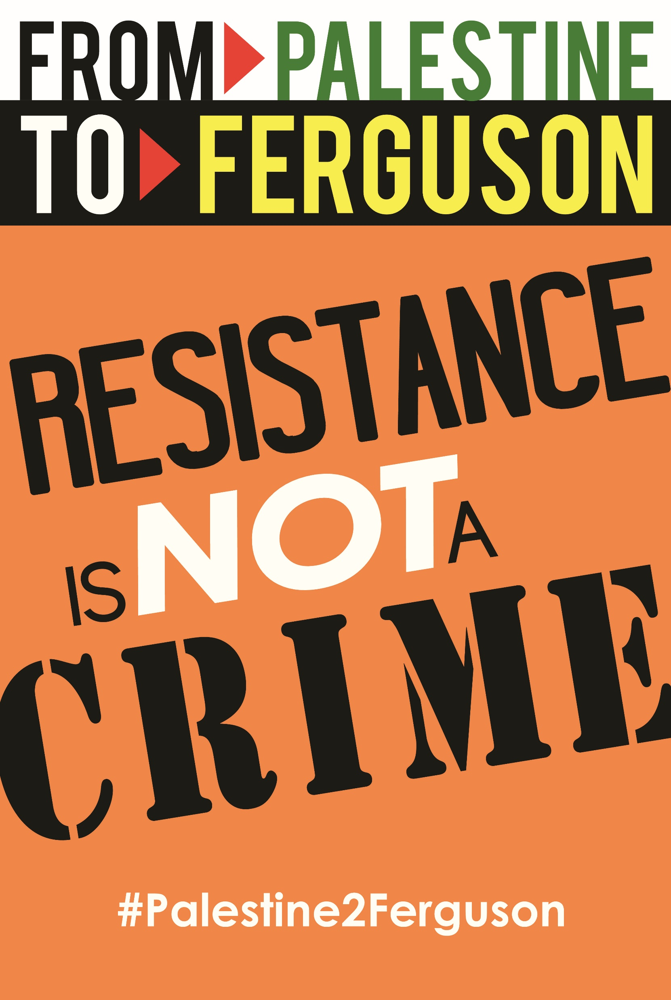 FROM PALESTINE
TO FERGUSON
RESISTANCE
IS NOT A
CRIME
#Palestine2Ferguson